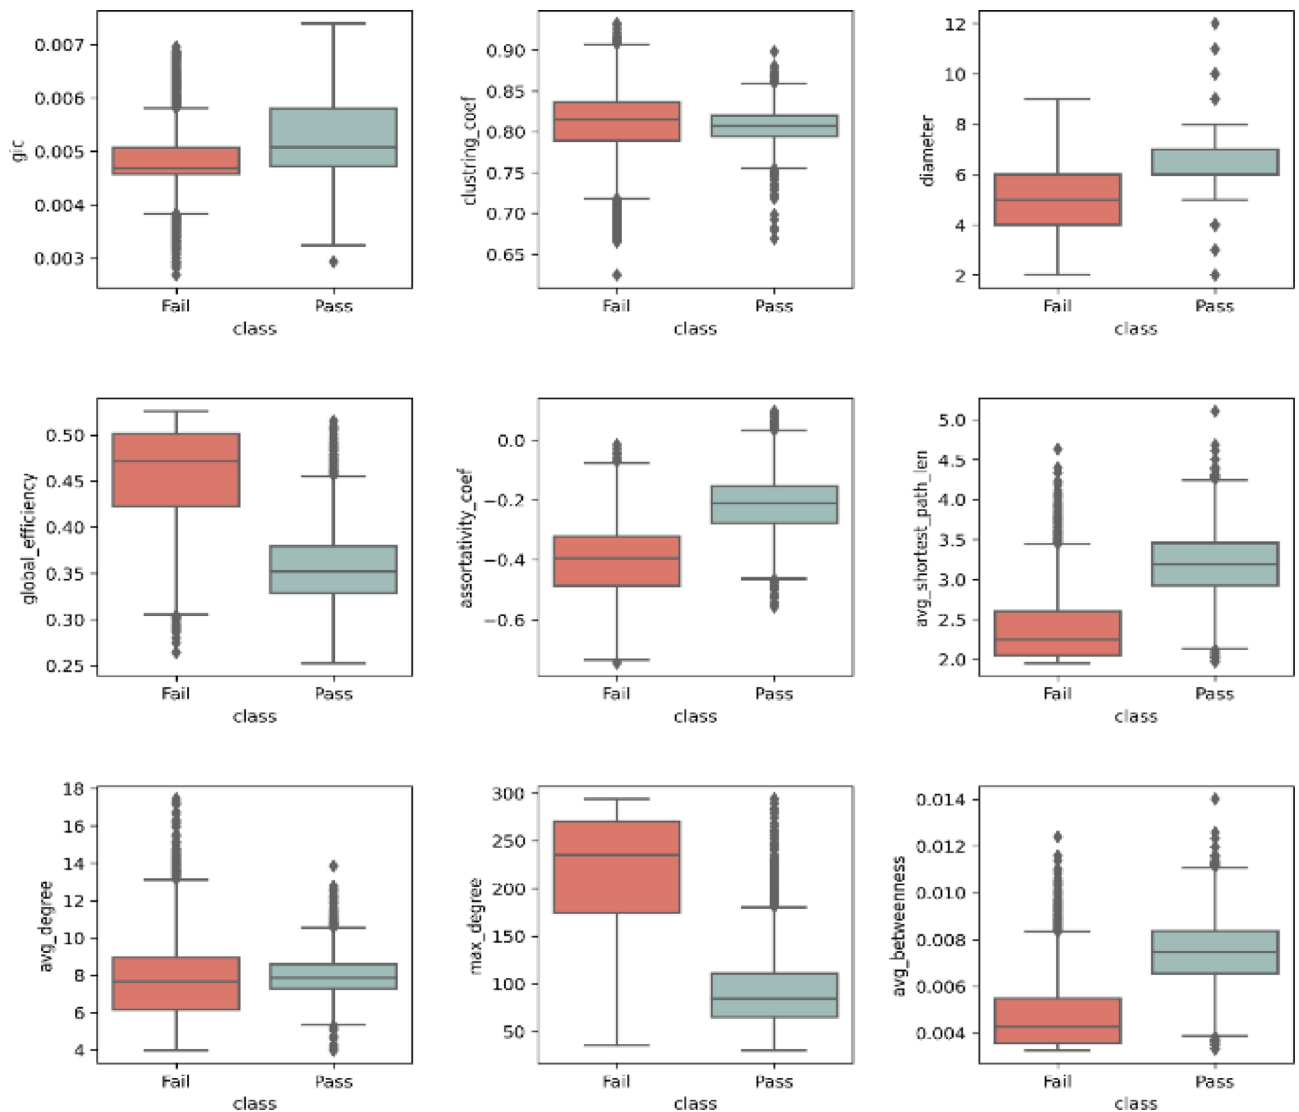 gic
0.007
0.006
0.005
0.004
0.003
Fail Pass
class
clustring_coef
0.90
0.85
0.80
0.75
0.70
0.65
Fail Pass
class
diameter
12
10
8
6
4
2
Fail Pass
class
global_efficiency
0.50
0.45
0.40
0.35
0.30
0.25
Fail Pass
class
assortativity_coef
0.0
−0.2
−0.4
−0.6
Fail Pass
class
avg_shortest_path_len
5.0
4.5
4.0
3.5
3.0
2.5
2.0
Fail Pass
class
avg_degree
18
16
14
12
10
8
6
4
Fail Pass
class
max_degree
300
250
200
150
100
50
Fail Pass
class
avg_betweenness
0.014
0.012
0.010
0.008
0.006
0.004
Fail Pass
class